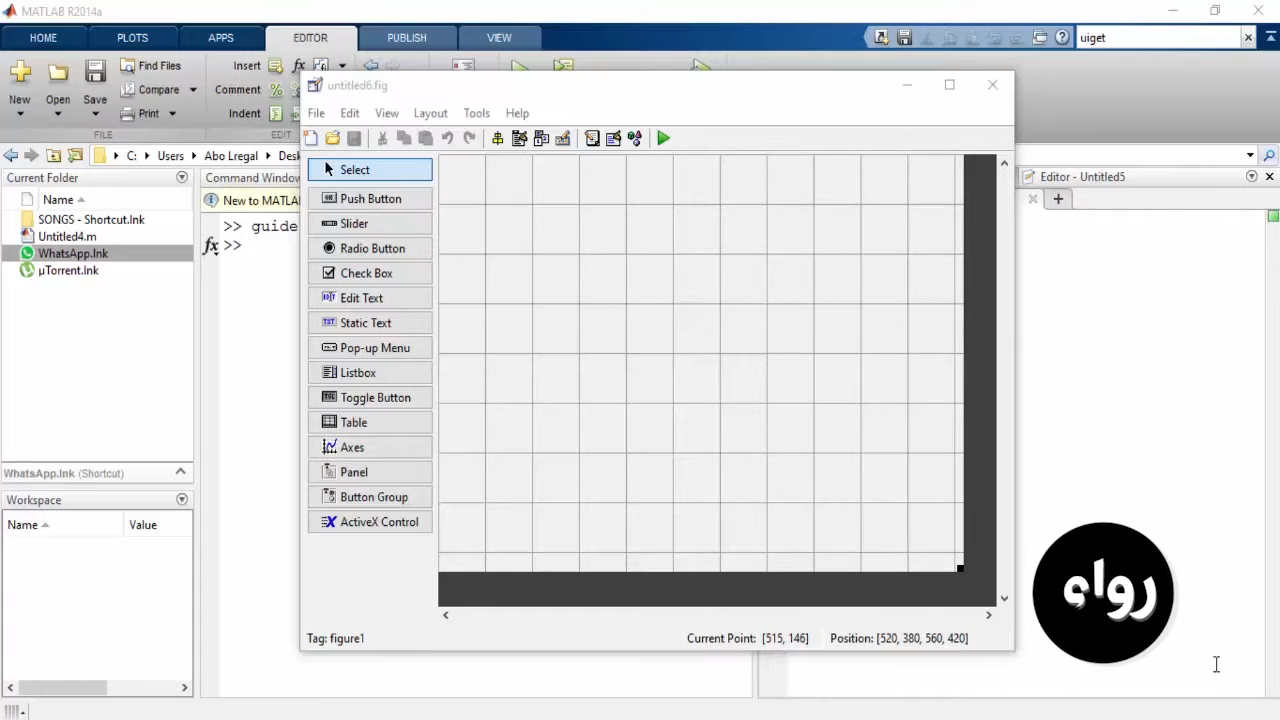 MATLAB R2014a
HOME PLOTS APPS EDITOR PUBLISH VIEW
uiget
New Open Save
Find Files
Compare
Print
Insert
Comment
Indent
FILE EDIT
C: Users Abo Lregal Desk
Current Folder
Name
SONGS - Shortcut.lnk
Untitled4.m
WhatsApp.lnk
µTorrent.lnk
WhatsApp.lnk (Shortcut)
Workspace
Name Value
Command Window
New to MATLA
>> guide
fx >>
untitled6.fig
File Edit View Layout Tools Help
Select
Push Button
Slider
Radio Button
Check Box
Edit Text
Static Text
Pop-up Menu
Listbox
Toggle Button
Table
Axes
Panel
Button Group
ActiveX Control
Tag: figure1
Current Point: [515, 146] Position: [520, 380, 560, 420]
Editor - Untitled5